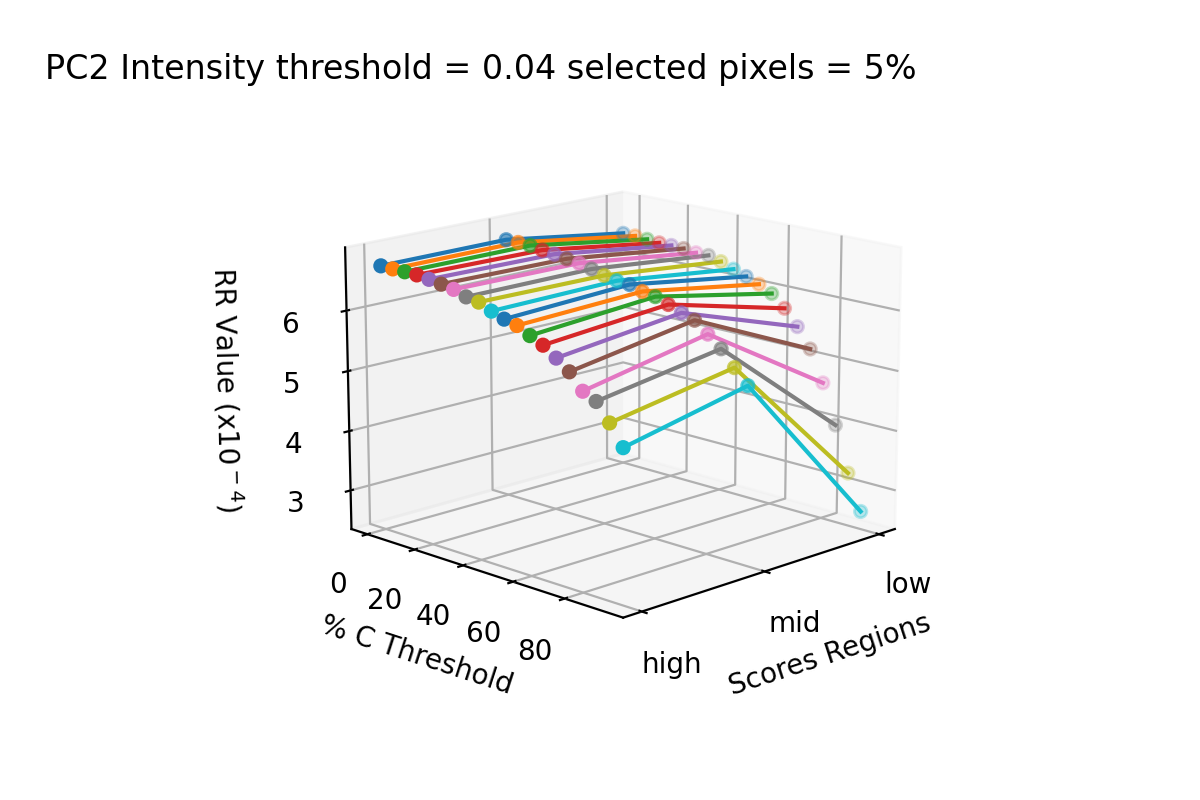 PC2 Intensity threshold = 0.04 selected pixels = 5%
RR Value (x10⁻⁴)
6
5
4
3
0
20
40
60
80
% C Threshold
high
mid
low
Scores Regions